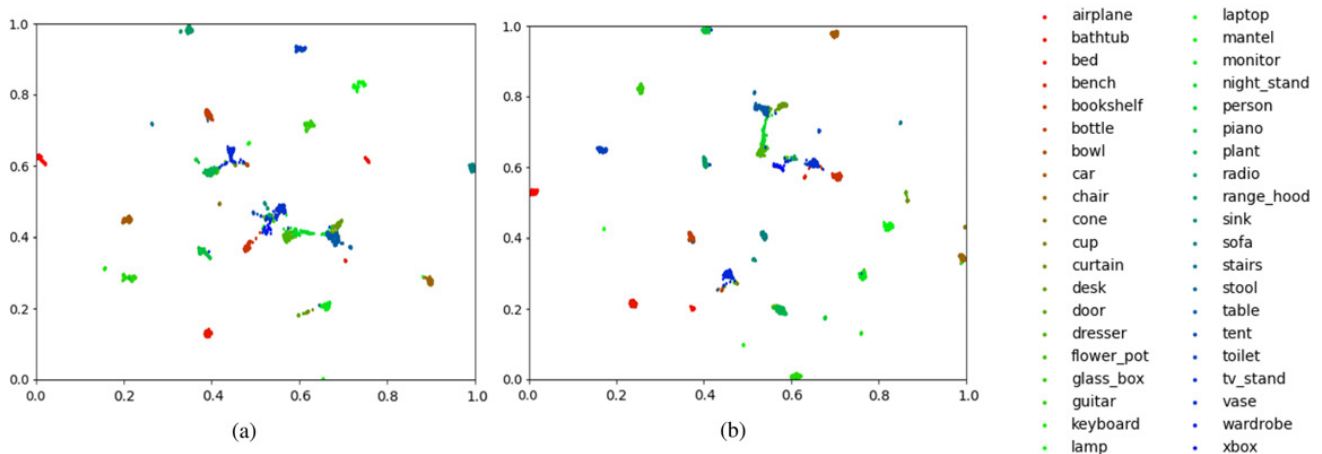 1.0
0.8
0.6
0.4
0.2
0.0
0.0 0.2 0.4 0.6 0.8 1.0
(a)
1.0
0.8
0.6
0.4
0.2
0.0
0.0 0.2 0.4 0.6 0.8 1.0
(b)
airplane
bathtub
bed
bench
bookshelf
bottle
bowl
car
chair
cone
cup
curtain
desk
door
dresser
flower_pot
glass_box
guitar
keyboard
lamp
laptop
mantel
monitor
night_stand
person
piano
plant
radio
range_hood
sink
sofa
stairs
stool
table
tent
toilet
tv_stand
vase
wardrobe
xbox